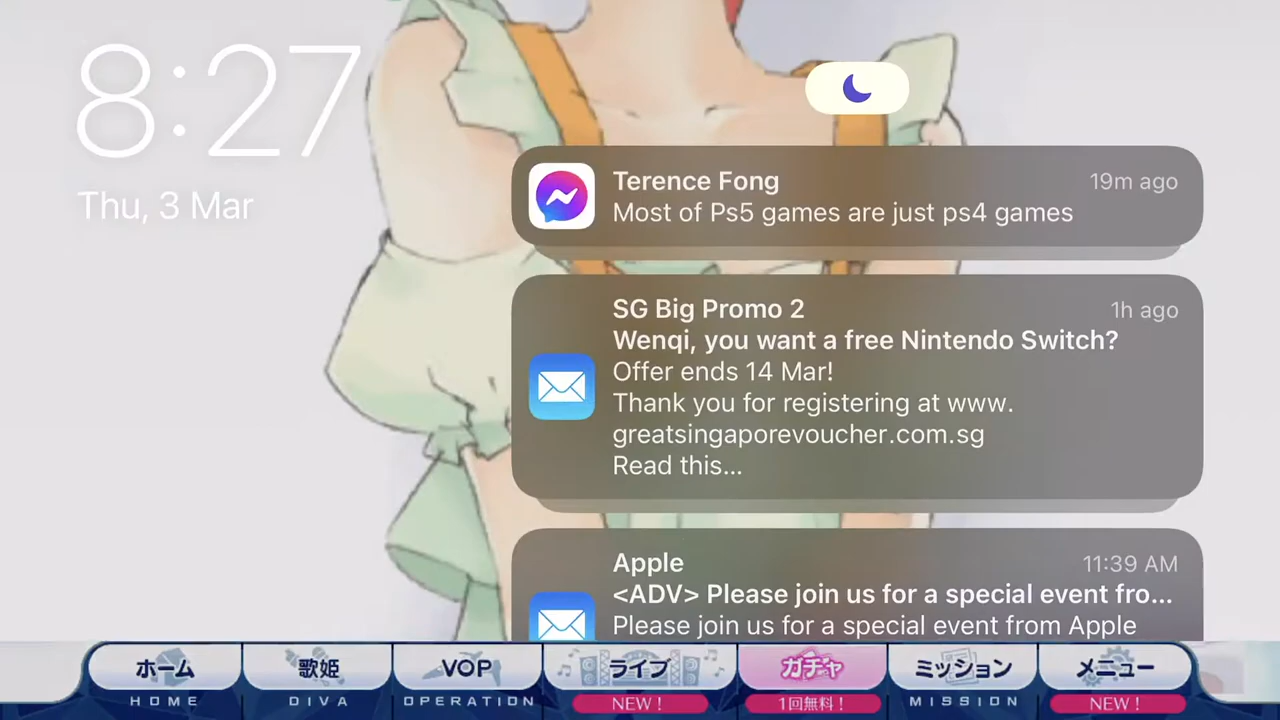 8:27
Thu, 3 Mar
Terence Fong
19m ago
Most of Ps5 games are just ps4 games
SG Big Promo 2
1h ago
Wenqi, you want a free Nintendo Switch?
Offer ends 14 Mar!
Thank you for registering at www.
greatsingaporevoucher.com.sg
Read this...
Apple
11:39 AM
<ADV> Please join us for a special event fro...
Please join us for a special event from Apple
ホーム
歌姫
VOP
ライブ
ガチャ
ミッション
メニュー
HOME
DIVA
OPERATION
NEW!
1回無料!
MISSION
NEW!